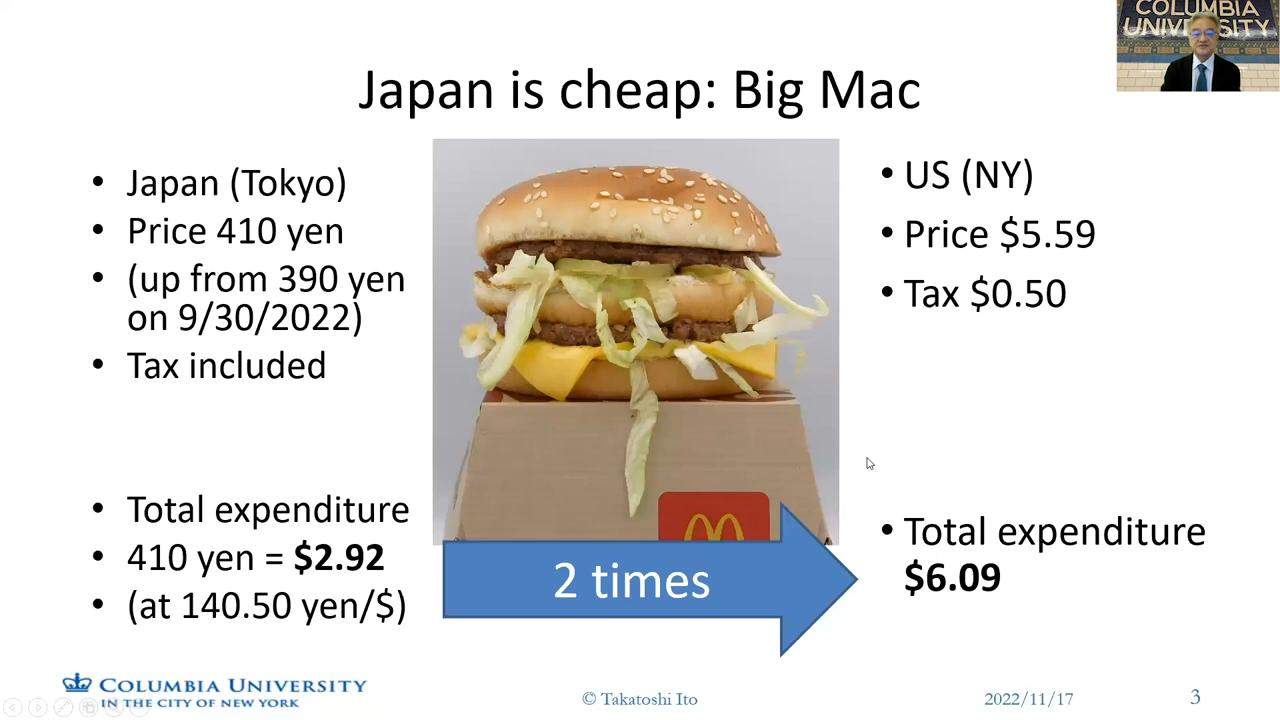 COLUMBIA
UNIVERSITY
Japan is cheap: Big Mac
• Japan (Tokyo)
• Price 410 yen
• (up from 390 yen
on 9/30/2022)
• Tax included
• Total expenditure
• 410 yen = $2.92
• (at 140.50 yen/$)
2 times
• US (NY)
• Price $5.59
• Tax $0.50
• Total expenditure
$6.09
COLUMBIA UNIVERSITY
IN THE CITY OF NEW YORK
© Takatoshi Ito
2022/11/17
3